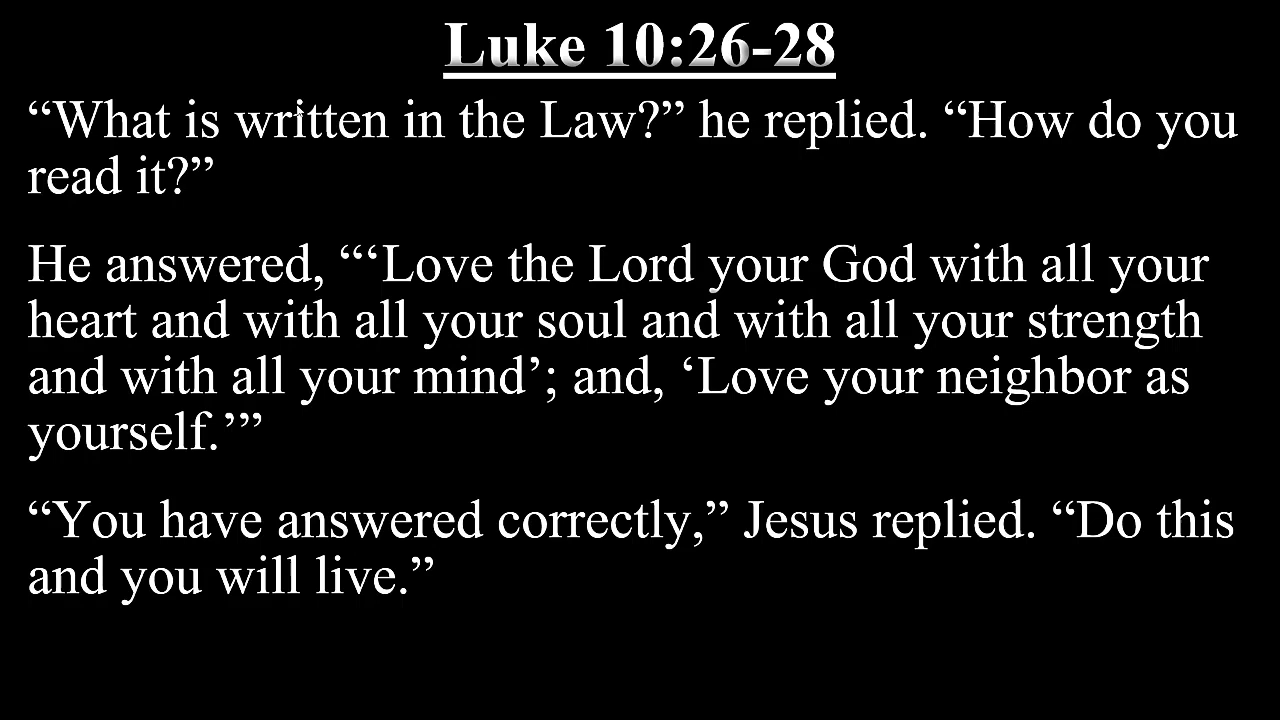 Luke 10:26-28
“What is written in the Law?” he replied. “How do you
read it?”
He answered, “‘Love the Lord your God with all your
heart and with all your soul and with all your strength
and with all your mind’; and, ‘Love your neighbor as
yourself.’”
“You have answered correctly,” Jesus replied. “Do this
and you will live.”